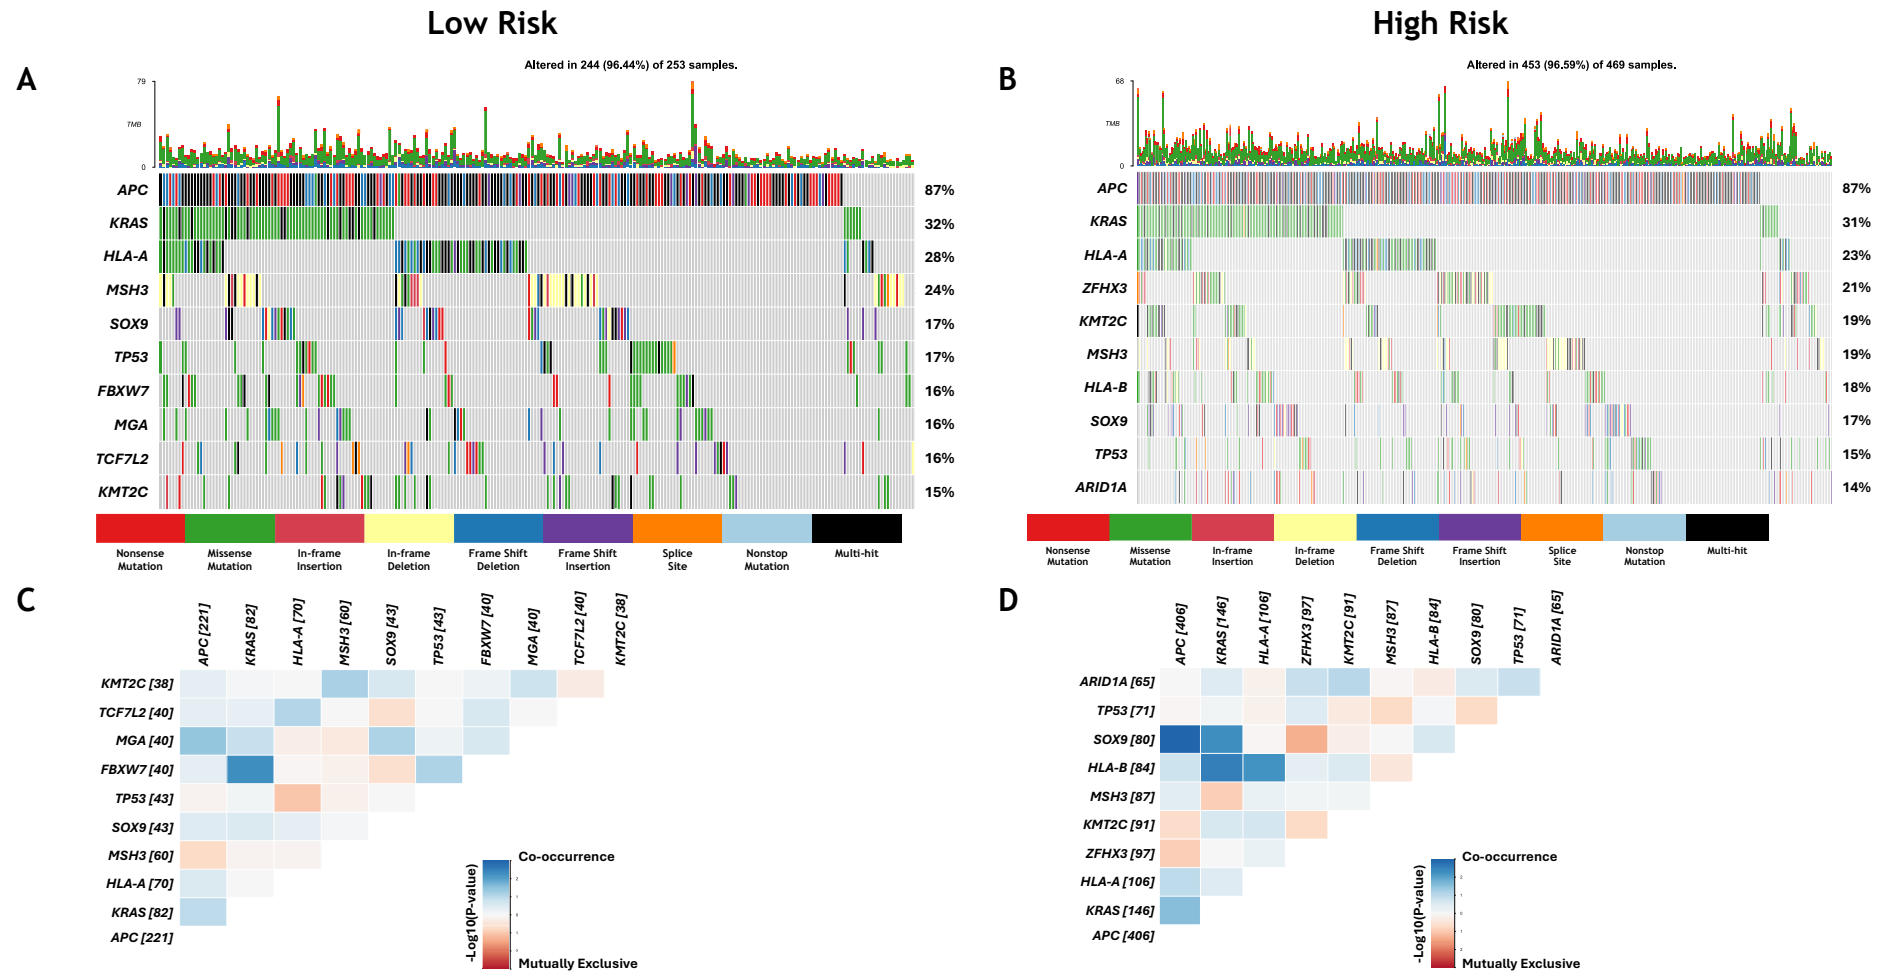 Low Risk
High Risk
A
Altered in 244 (96.44%) of 253 samples.
79
TMB
0
APC 87%
KRAS 32%
HLA-A 28%
MSH3 24%
SOX9 17%
TP53 17%
FBXW7 16%
MGA 16%
TCF7L2 16%
KMT2C 15%
Nonsense Mutation
Missense Mutation
In-frame Insertion
In-frame Deletion
Frame Shift Deletion
Frame Shift Insertion
Splice Site
Nonstop Mutation
Multi-hit
B
Altered in 453 (96.59%) of 469 samples.
68
TMB
0
APC 87%
KRAS 31%
HLA-A 23%
ZFHX3 21%
KMT2C 19%
MSH3 19%
HLA-B 18%
SOX9 17%
TP53 15%
ARID1A 14%
Nonsense Mutation
Missense Mutation
In-frame Insertion
In-frame Deletion
Frame Shift Deletion
Frame Shift Insertion
Splice Site
Nonstop Mutation
Multi-hit
C
APC [221]
KRAS [82]
HLA-A [70]
MSH3 [60]
SOX9 [43]
TP53 [43]
FBXW7 [40]
MGA [40]
TCF7L2 [40]
KMT2C [38]
KMT2C [38]
TCF7L2 [40]
MGA [40]
FBXW7 [40]
TP53 [43]
SOX9 [43]
MSH3 [60]
HLA-A [70]
KRAS [82]
APC [221]
-Log10(P-value)
Co-occurrence
Mutually Exclusive
D
APC [406]
KRAS [146]
HLA-A [106]
ZFHX3 [97]
KMT2C [91]
MSH3 [87]
HLA-B [84]
SOX9 [80]
TP53 [71]
ARID1A [65]
ARID1A [65]
TP53 [71]
SOX9 [80]
HLA-B [84]
MSH3 [87]
KMT2C [91]
ZFHX3 [97]
HLA-A [106]
KRAS [146]
APC [406]
-Log10(P-value)
Co-occurrence
Mutually Exclusive